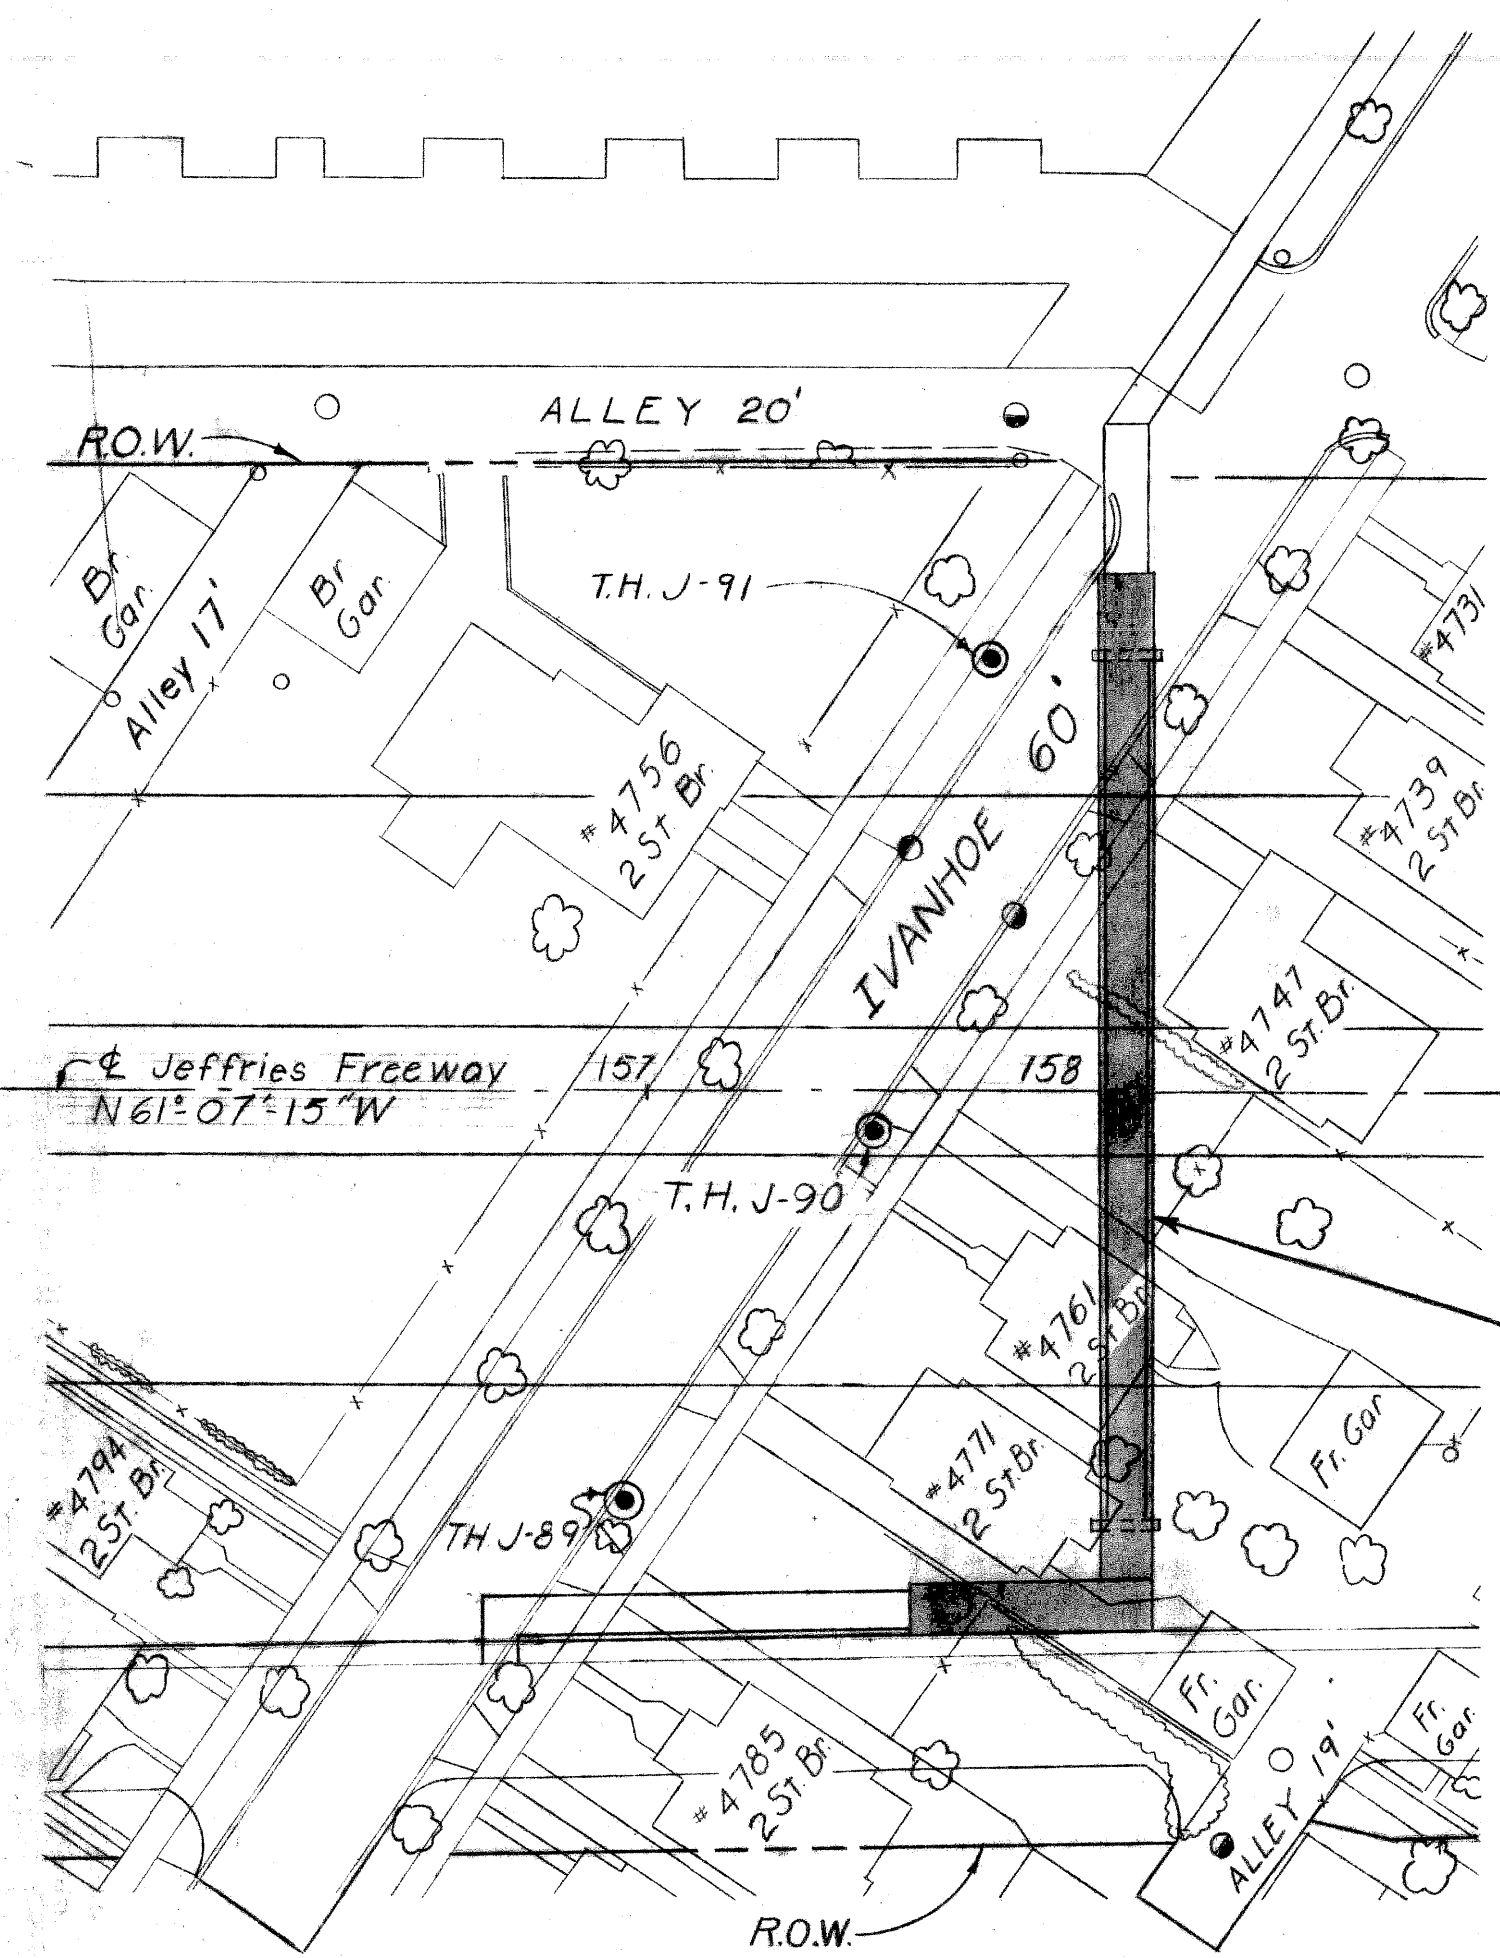 ALLEY 20'
R.O.W.
Br.
Gar.
Alley 17'
Br
Gar.
T.H. J-91
#4731
60'
IVANHOE
#4756
2 St. Br.
#4739
2 St Br.
#4747
2 St. Br.
℄ Jeffries Freeway
N 61°-07'-15"W
157
158
T.H. J-90
#4761
2 St Br.
#4771
2 St. Br.
Fr. Gar
#4794
2 St. Br.
TH J-89
Fr.
Gar.
Fr.
Gar.
#4785
2 St. Br.
ALLEY 19'
R.O.W.